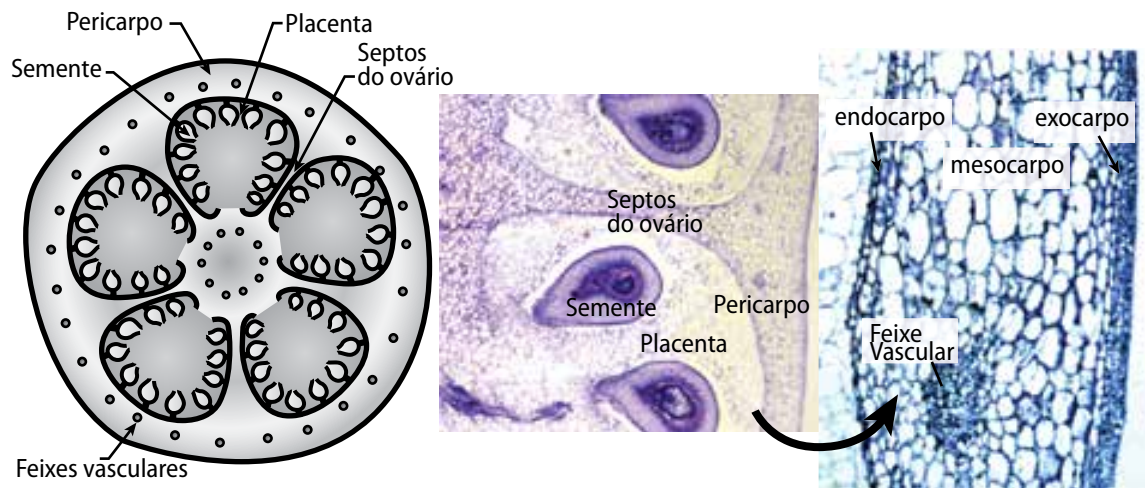 Pericarpo
Placenta
Semente
Septos
do ovário
Feixes vasculares
Septos
do ovário
Semente
Pericarpo
Placenta
endocarpo
exocarpo
mesocarpo
Feixe
Vascular